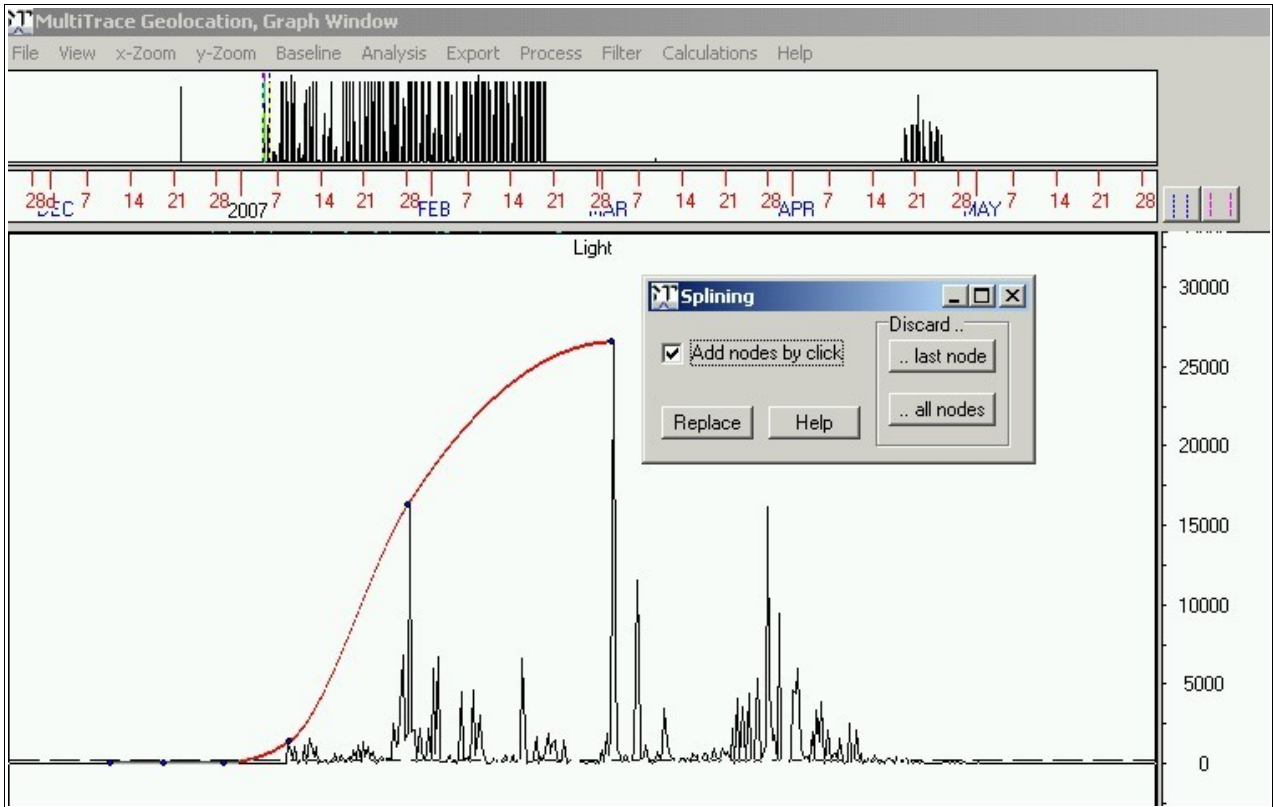 MultiTrace Geolocation, Graph Window
File View x-Zoom y-Zoom Baseline Analysis Export Process Filter Calculations Help
28 DEC 7 14 21 28 2007 7 14 21 28 FEB 7 14 21 28 MAR 7 14 21 28 APR 7 14 21 28 MAY 7 14 21 28
Light
Splining
Add nodes by click
Discard ..
.. last node
.. all nodes
Replace
Help
30000
25000
20000
15000
10000
5000
0